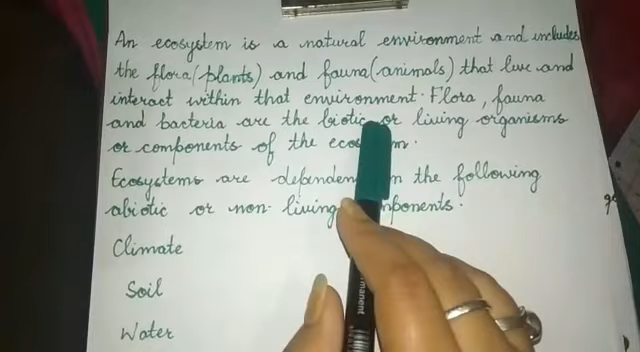 An ecosystem is a natural environment and includes
the flora (plants) and fauna (animals) that live and
interact within that environment. Flora, fauna
and bacteria are the biotic or living organisms
or components of the
Ecosystems are the following
abiotic or non-living
Climate
Soil
Water
manent